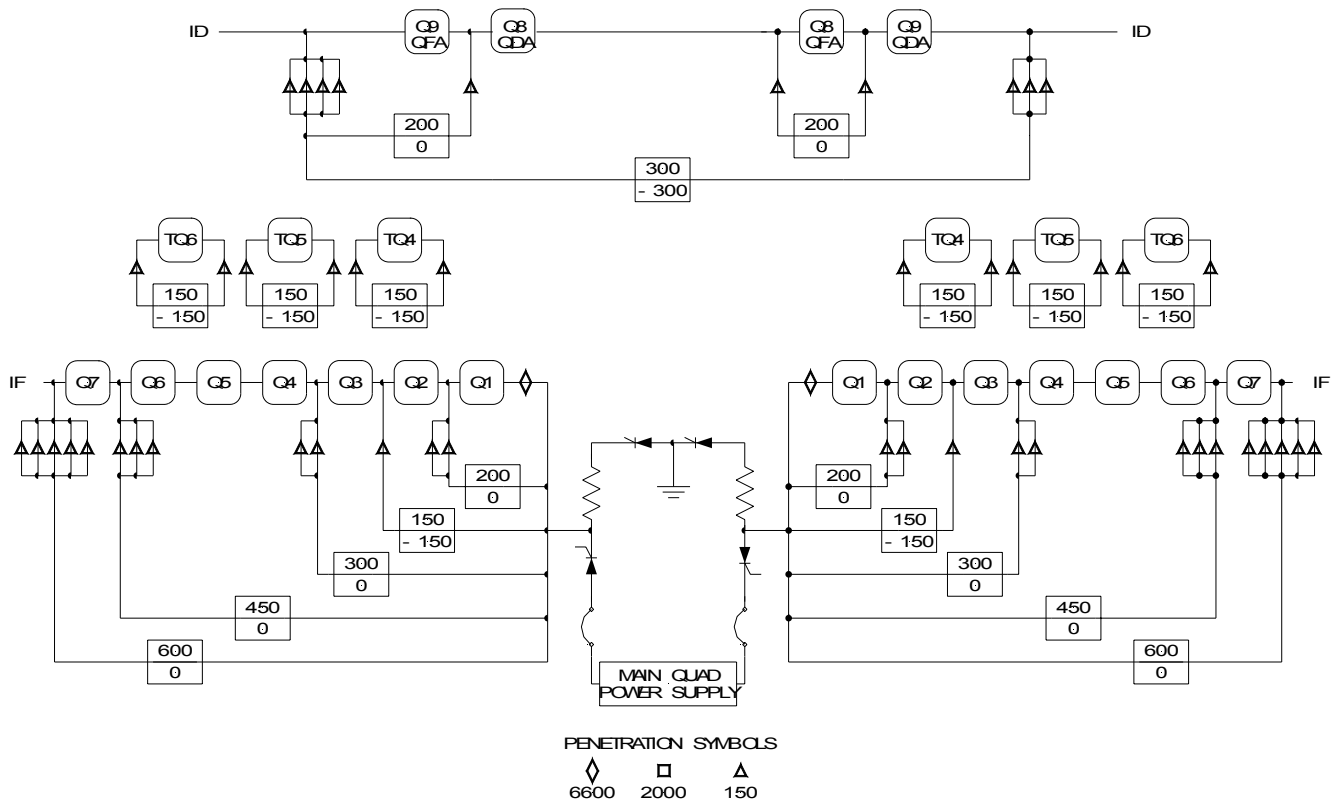 ID Q9 QFA Q8 QDA Q8 QFA Q9 QDA ID
200 0 200 0
300 - 300
TQ6 TQ5 TQ4 TQ4 TQ5 TQ6
150 - 150 150 - 150 150 - 150 150 - 150 150 - 150 150 - 150
IF Q7 Q6 Q5 Q4 Q3 Q2 Q1 Q1 Q2 Q3 Q4 Q5 Q6 Q7 IF
200 0 200 0
150 - 150 150 - 150
300 0 300 0
450 0 450 0
600 0 600 0
MAIN QUAD
POWER SUPPLY
PENETRATION SYMBOLS
6600 2000 150